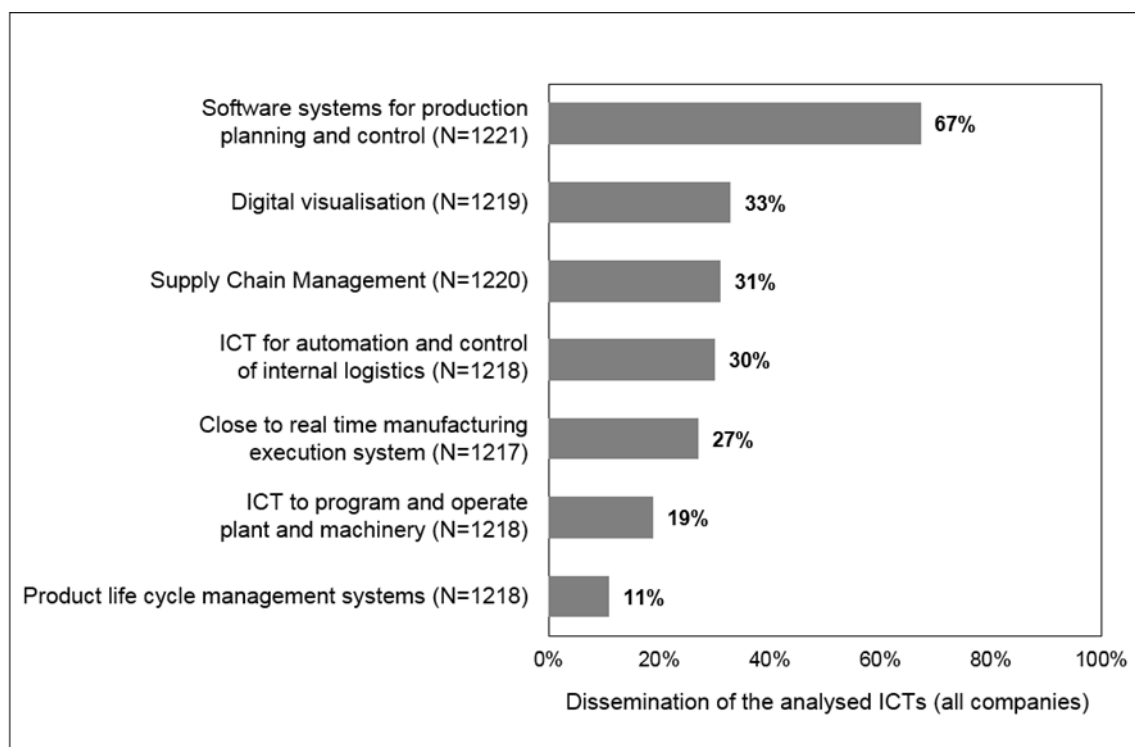 Software systems for production
planning and control (N=1221)
67%
Digital visualisation (N=1219)
33%
Supply Chain Management (N=1220)
31%
ICT for automation and control
of internal logistics (N=1218)
30%
Close to real time manufacturing
execution system (N=1217)
27%
ICT to program and operate
plant and machinery (N=1218)
19%
Product life cycle management systems (N=1218)
11%
0% 20% 40% 60% 80% 100%
Dissemination of the analysed ICTs (all companies)